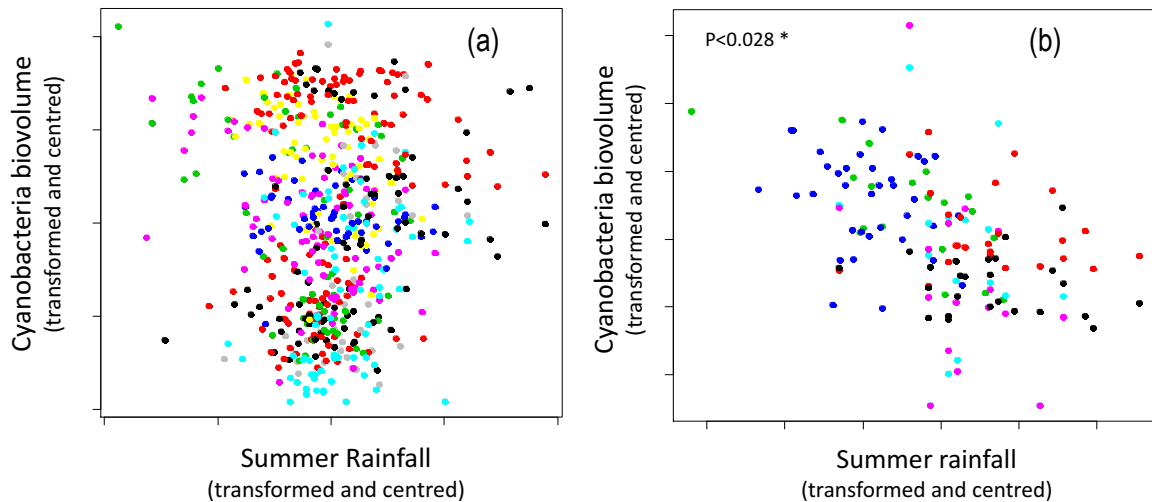 (a)
Cyanobacteria biovolume
(transformed and centred)
Summer Rainfall
(transformed and centred)
P<0.028 *
(b)
Cyanobacteria biovolume
(transformed and centred)
Summer rainfall
(transformed and centred)